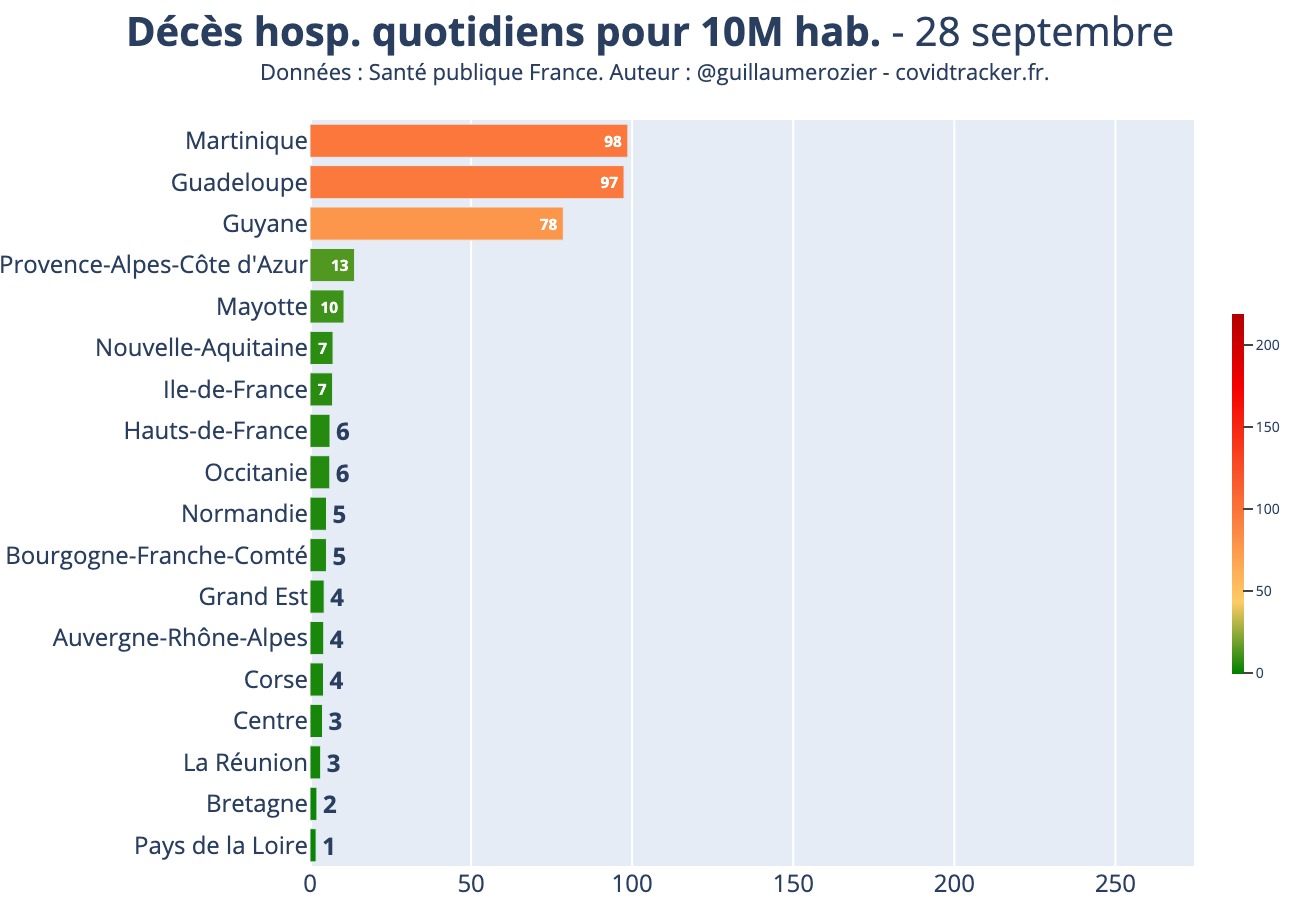 Décès hosp. quotidiens pour 10M hab. - 28 septembre
Données : Santé publique France. Auteur : @guillaumerozier - covidtracker.fr.
Martinique 98
Guadeloupe 97
Guyane 78
Provence-Alpes-Côte d'Azur 13
Mayotte 10
Nouvelle-Aquitaine 7
Ile-de-France 7
Hauts-de-France 6
Occitanie 6
Normandie 5
Bourgogne-Franche-Comté 5
Grand Est 4
Auvergne-Rhône-Alpes 4
Corse 4
Centre 3
La Réunion 3
Bretagne 2
Pays de la Loire 1
0 50 100 150 200 250
200
150
100
50
0